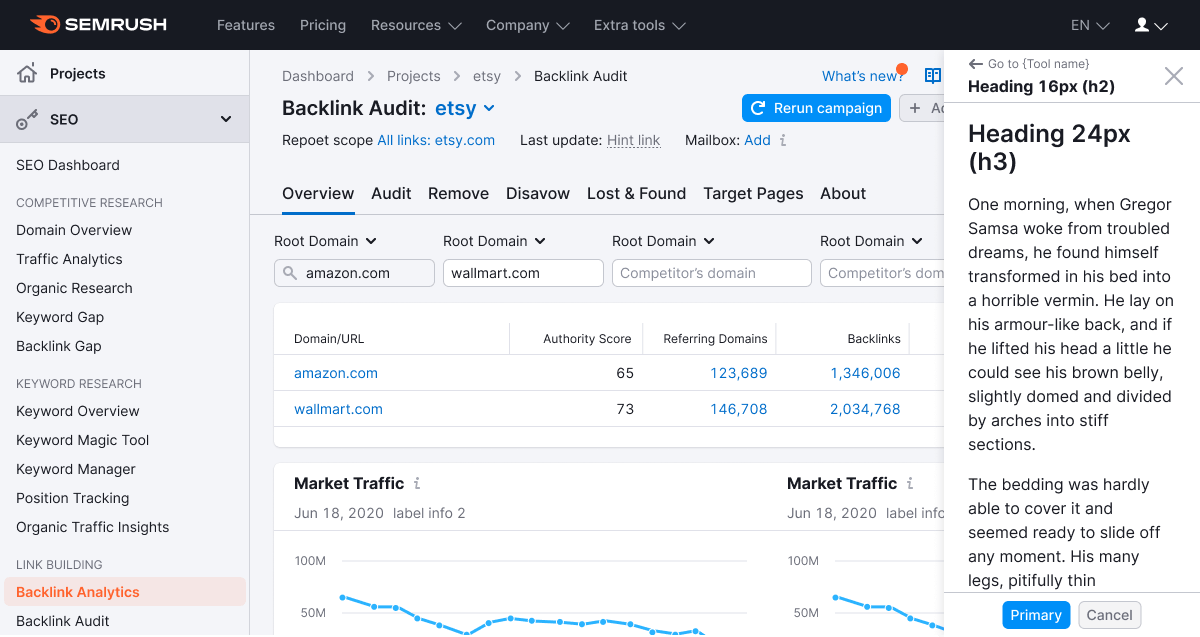 SEMRUSH
Features
Pricing
Resources
Company
Extra tools
EN
Projects
SEO
SEO Dashboard
COMPETITIVE RESEARCH
Domain Overview
Traffic Analytics
Organic Research
Keyword Gap
Backlink Gap
KEYWORD RESEARCH
Keyword Overview
Keyword Magic Tool
Keyword Manager
Position Tracking
Organic Traffic Insights
LINK BUILDING
Backlink Analytics
Backlink Audit
Dashboard > Projects > etsy > Backlink Audit
What's new?
Backlink Audit: etsy
Rerun campaign
+ Ac
Repoet scope All links: etsy.com
Last update: Hint link
Mailbox: Add i
Overview
Audit
Remove
Disavow
Lost & Found
Target Pages
About
Root Domain
Root Domain
Root Domain
Root Domain
amazon.com
wallmart.com
Competitor's domain
Competitor's dom
Domain/URL
Authority Score
Referring Domains
Backlinks
amazon.com 65 123,689 1,346,006
wallmart.com 73 146,708 2,034,768
Market Traffic i
Jun 18, 2020 label info 2
100M
50M
Market Traffic i
Jun 18, 2020 label info
100M
50M
Go to {Tool name}
Heading 16px (h2)
Heading 24px
(h3)
One morning, when Gregor
Samsa woke from troubled
dreams, he found himself
transformed in his bed into
a horrible vermin. He lay on
his armour-like back, and if
he lifted his head a little he
could see his brown belly,
slightly domed and divided
by arches into stiff
sections.
The bedding was hardly
able to cover it and
seemed ready to slide off
any moment. His many
legs, pitifully thin
Primary
Cancel